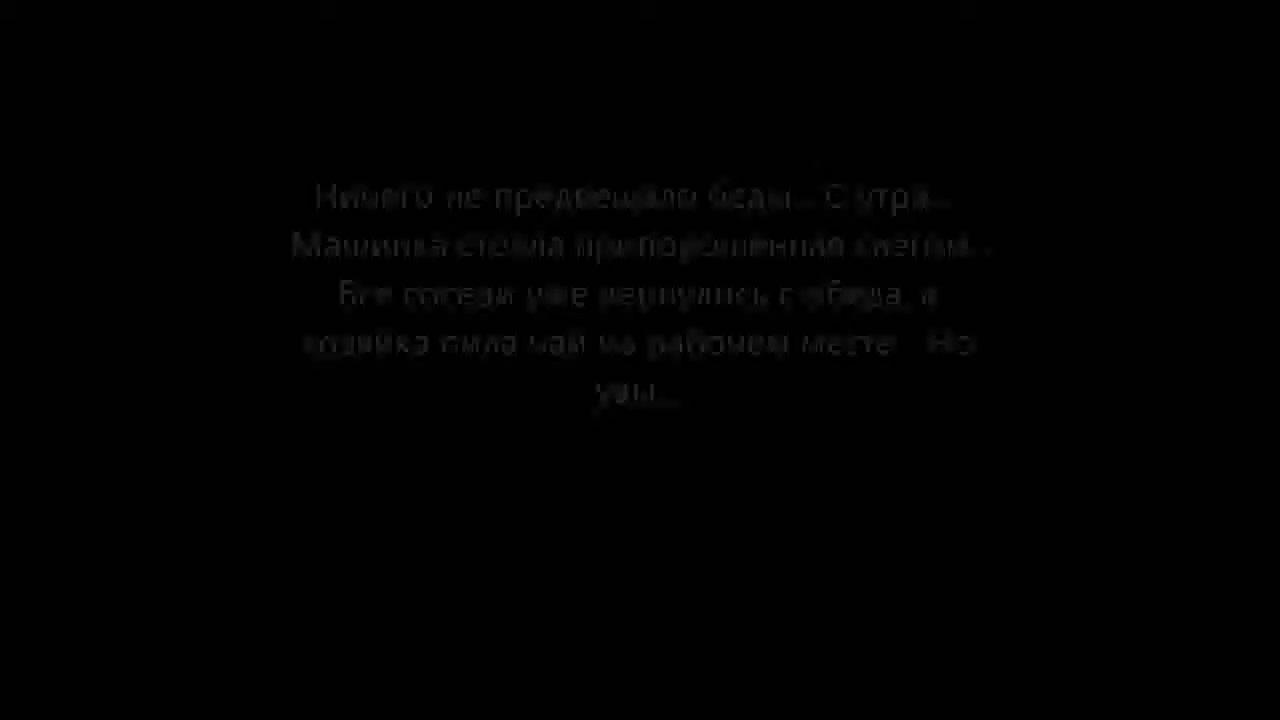 Ничего не предвещало беды... С утра...
Машинка стояла припорошенная снегом...
Все соседи уже вернулись с обеда, а
хозяйка пила чай на рабочем месте... Но
увы...